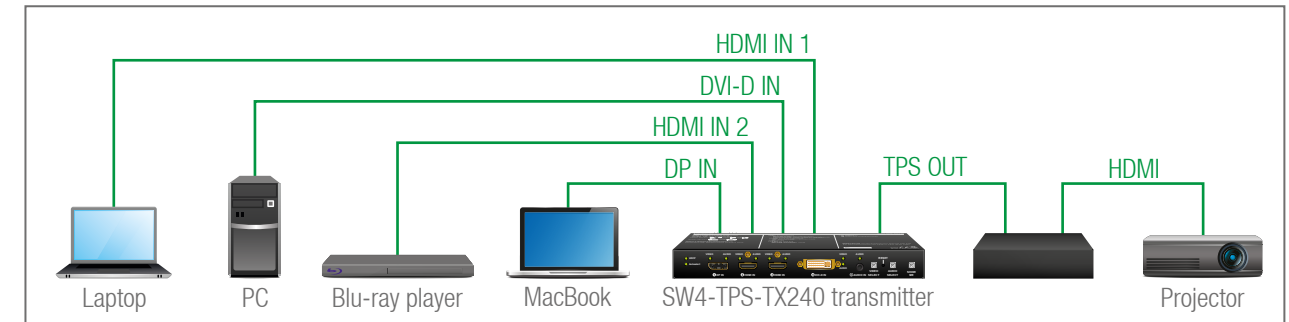 HDMI IN 1
DVI-D IN
HDMI IN 2
DP IN
TPS OUT
HDMI
Laptop
PC
Blu-ray player
MacBook
SW4-TPS-TX240 transmitter
Projector